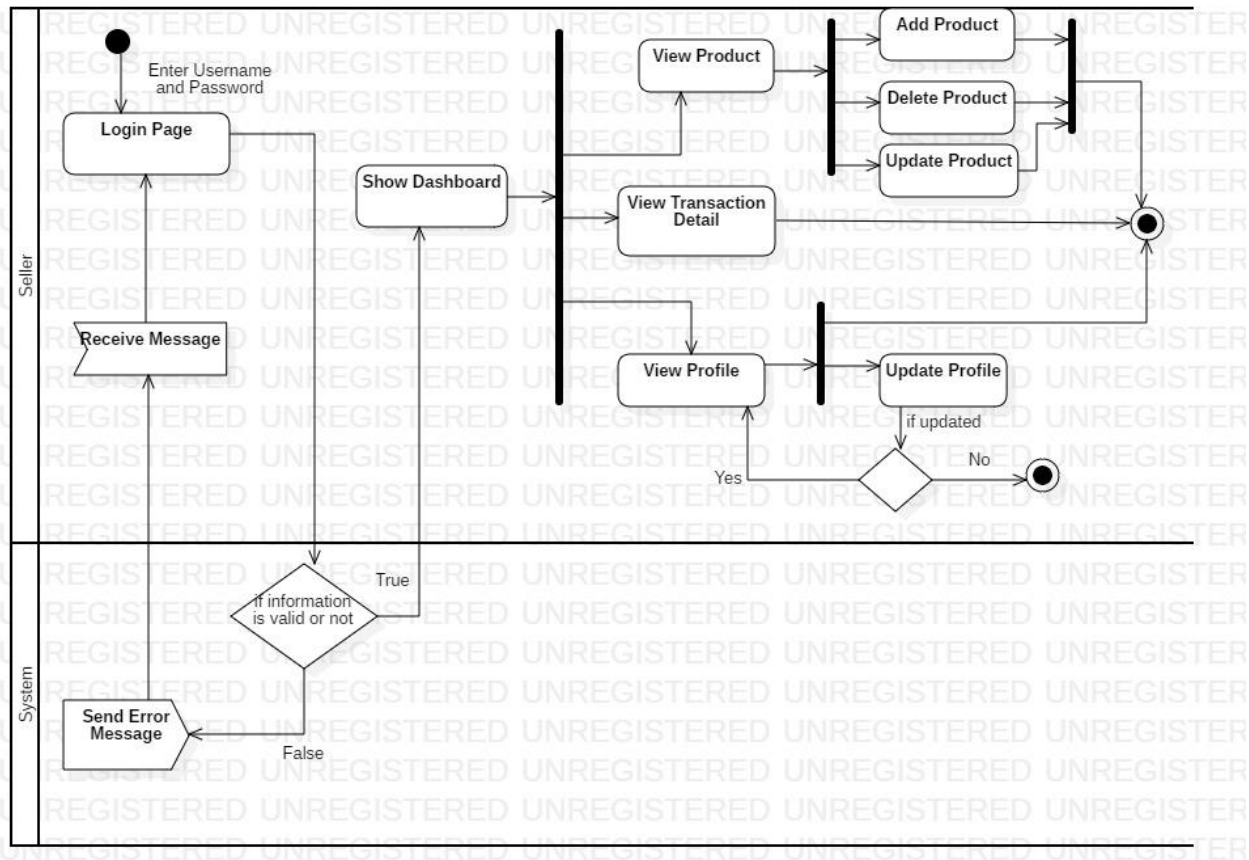 Seller
Enter Username
and Password
Login Page
Receive Message
Show Dashboard
View Product
Add Product
Delete Product
Update Product
View Transaction
Detail
View Profile
Update Profile
if updated
Yes
No
System
if information
is valid or not
True
False
Send Error
Message
UNREGISTERED